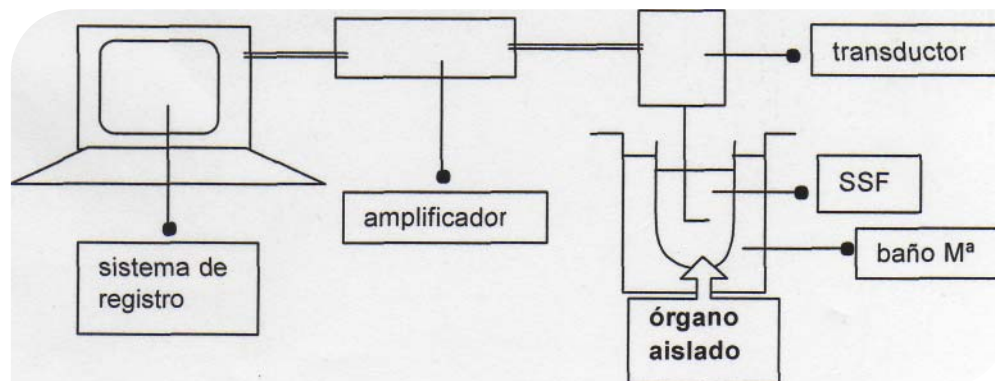 transductor
SSF
amplificador
baño Mª
sistema de
registro
órgano
aislado